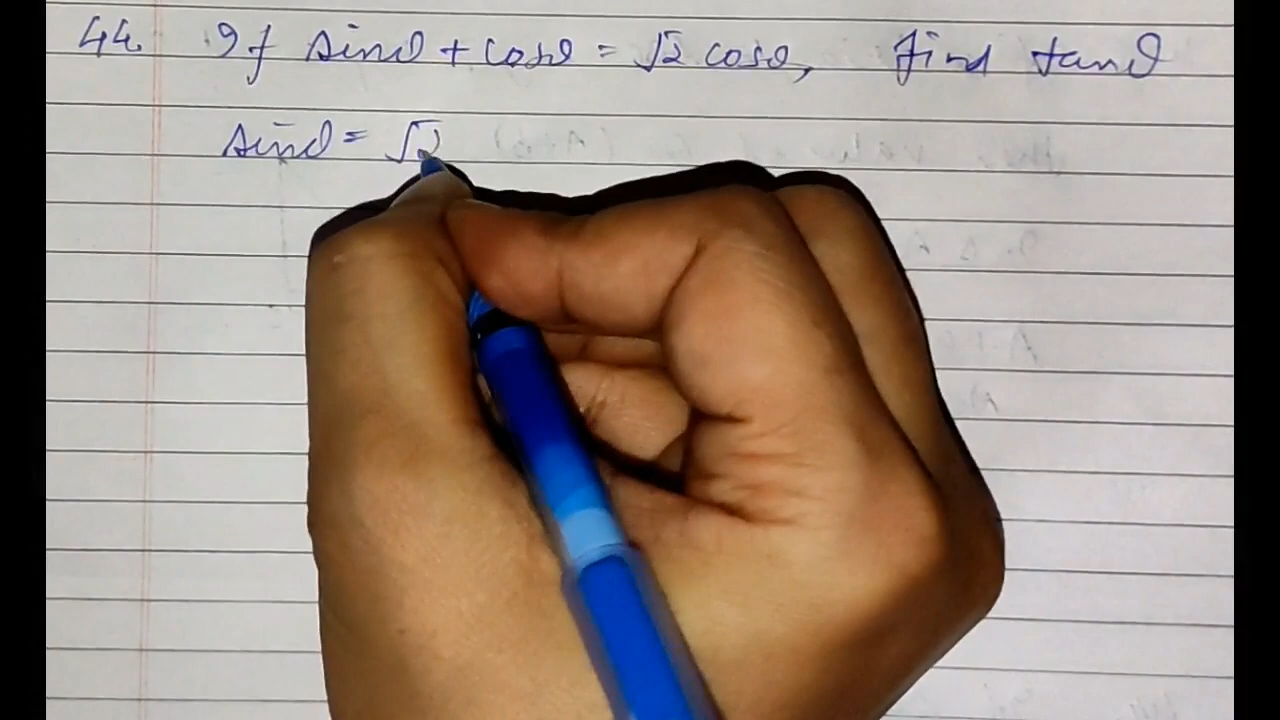 44. If sinθ + cosθ = √2 cosθ, find tanθ
sinθ = √2